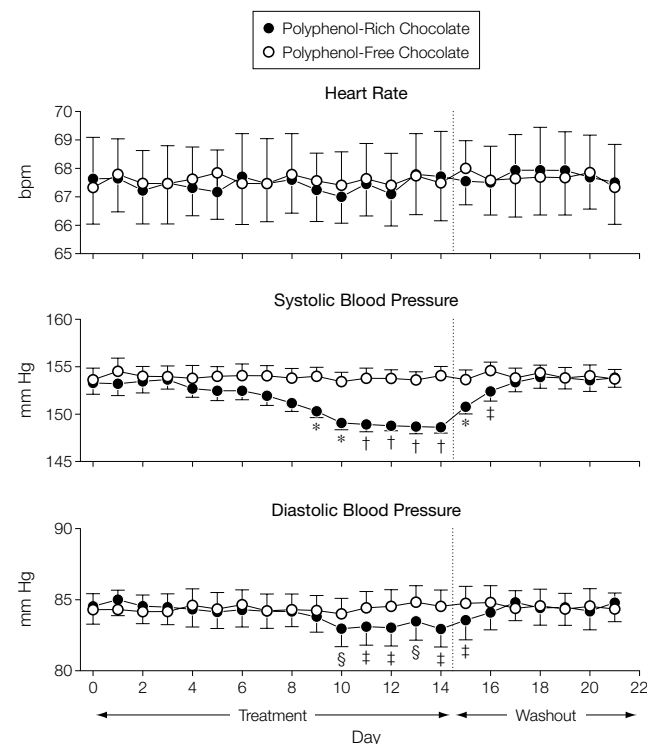 Polyphenol-Rich Chocolate
Polyphenol-Free Chocolate
Heart Rate
70
69
68
67
66
65
bpm
Systolic Blood Pressure
160
155
150
145
mm Hg
* * † † † † * ‡
Diastolic Blood Pressure
90
85
80
mm Hg
§ ‡ ‡ § ‡ ‡
0 2 4 6 8 10 12 14 16 18 20 22
Treatment Washout
Day